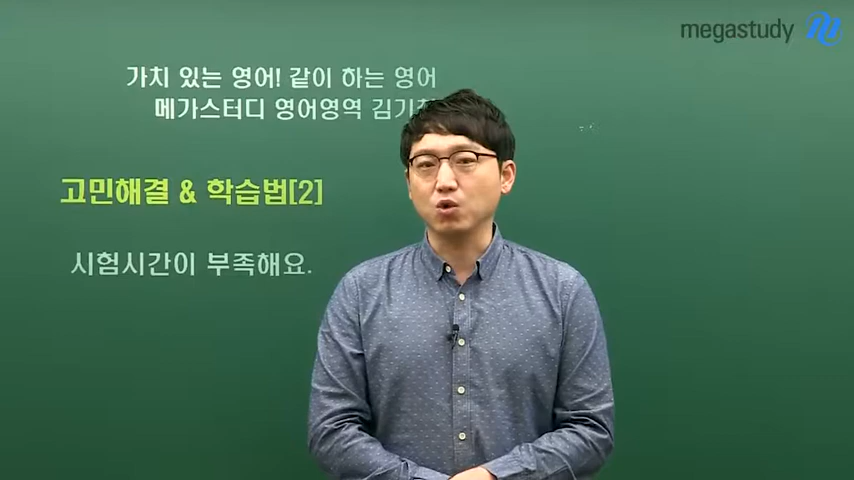 megastudy
가치 있는 영어! 같이 하는 영어
메가스터디 영어영역
고민해결 & 학습법[2]
시험시간이 부족해요.